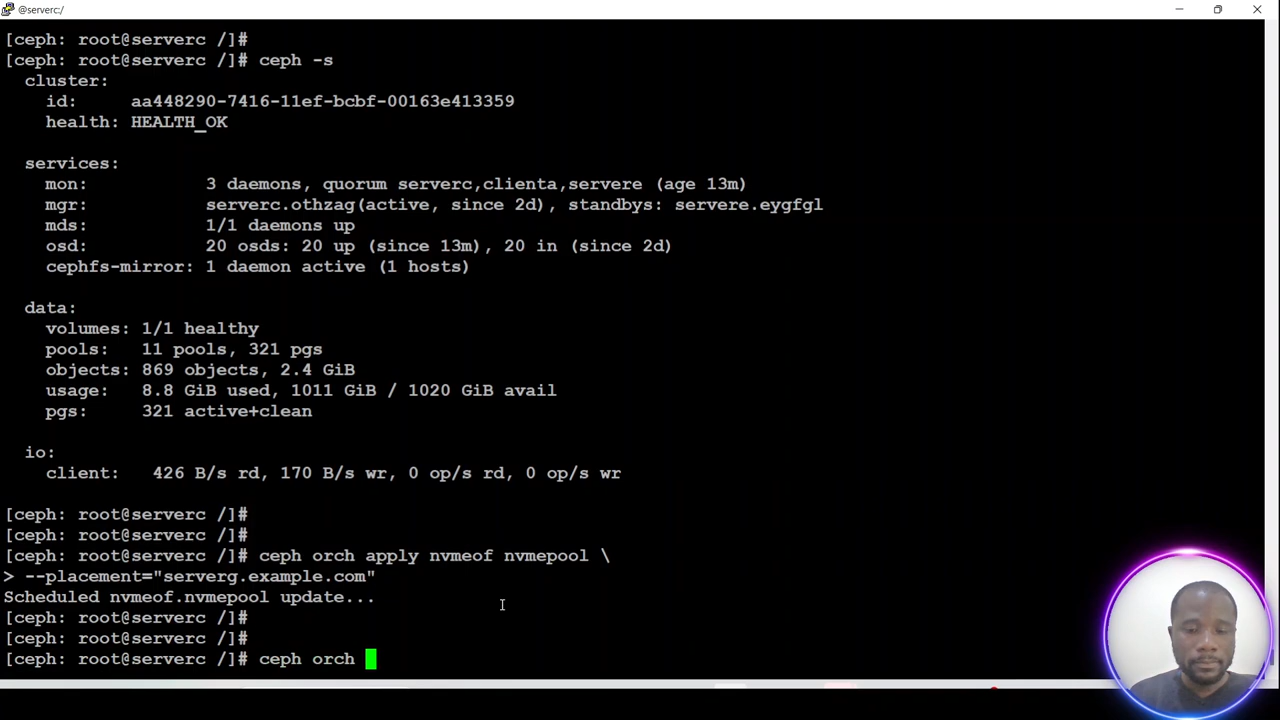 @serverc:/
[ceph: root@serverc /]#
[ceph: root@serverc /]# ceph -s
cluster:
id: aa448290-7416-11ef-bcbf-00163e413359
health: HEALTH_OK
services:
mon: 3 daemons, quorum serverc,clienta,servere (age 13m)
mgr: serverc.othzag(active, since 2d), standbys: servere.eygfgl
mds: 1/1 daemons up
osd: 20 osds: 20 up (since 13m), 20 in (since 2d)
cephfs-mirror: 1 daemon active (1 hosts)
data:
volumes: 1/1 healthy
pools: 11 pools, 321 pgs
objects: 869 objects, 2.4 GiB
usage: 8.8 GiB used, 1011 GiB / 1020 GiB avail
pgs: 321 active+clean
io:
client: 426 B/s rd, 170 B/s wr, 0 op/s rd, 0 op/s wr
[ceph: root@serverc /]#
[ceph: root@serverc /]#
[ceph: root@serverc /]# ceph orch apply nvmeof nvmepool \
> --placement="serverg.example.com"
Scheduled nvmeof.nvmepool update...
[ceph: root@serverc /]#
[ceph: root@serverc /]#
[ceph: root@serverc /]# ceph orch